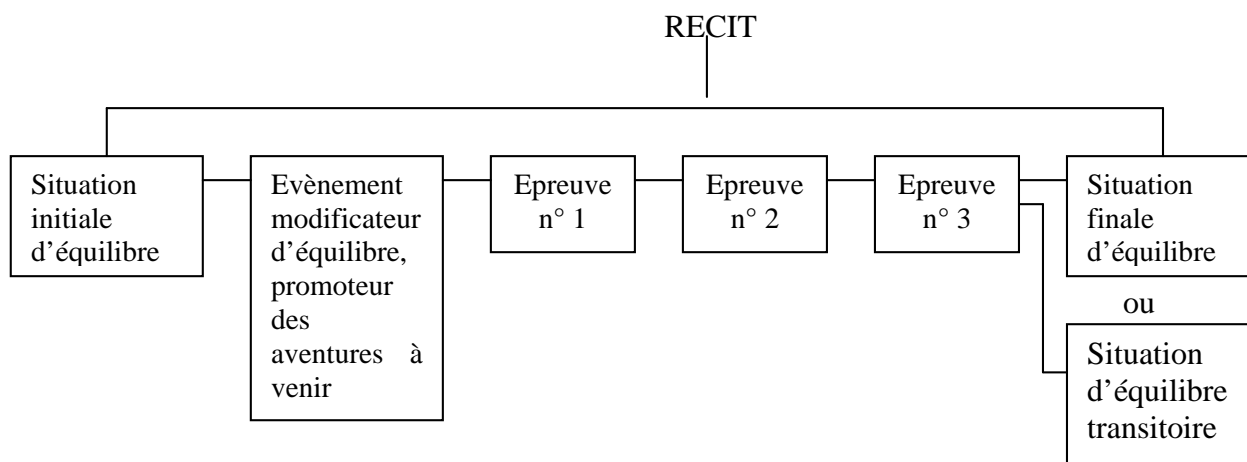 RECIT
Situation
initiale
d’équilibre
Evènement
modificateur
d’équilibre,
promoteur
des
aventures à
venir
Epreuve
n° 1
Epreuve
n° 2
Epreuve
n° 3
Situation
finale
d’équilibre
ou
Situation
d’équilibre
transitoire